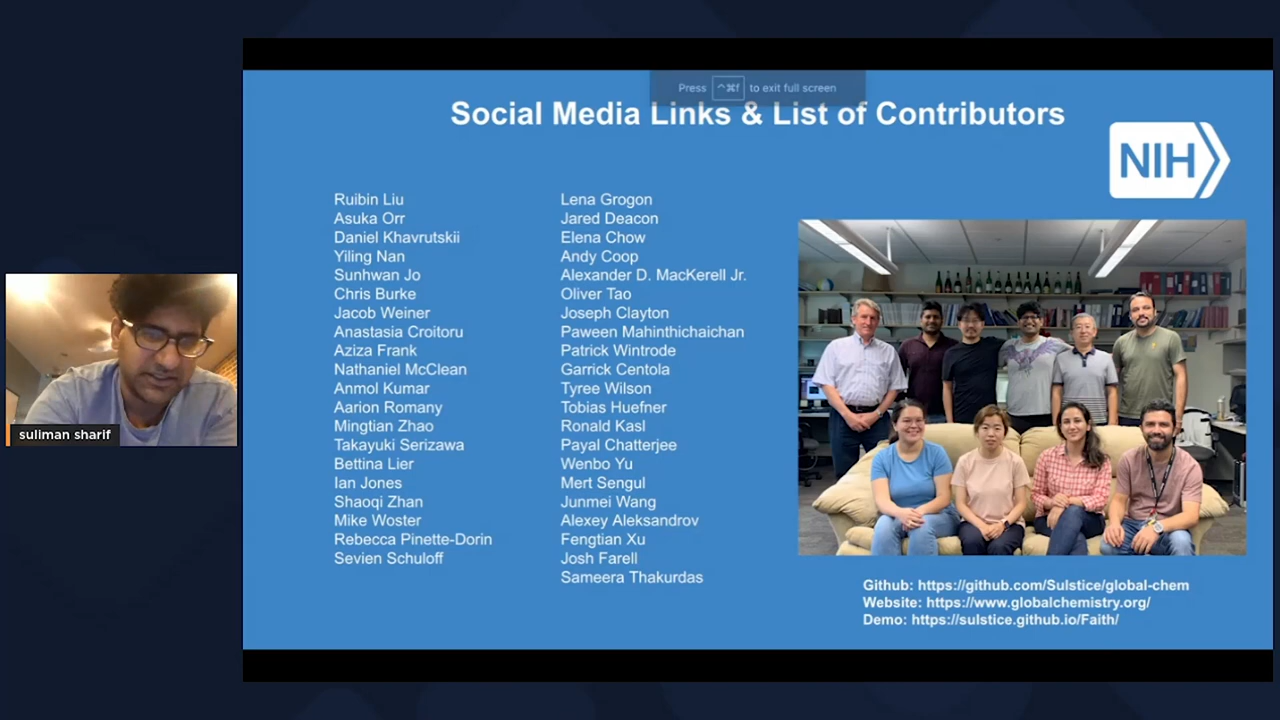 Press ^⌘f to exit full screen
Social Media Links & List of Contributors
NIH
Ruibin Liu
Asuka Orr
Daniel Khavrutskii
Yiling Nan
Sunhwan Jo
Chris Burke
Jacob Weiner
Anastasia Croitoru
Aziza Frank
Nathaniel McClean
Anmol Kumar
Aarion Romany
Mingtian Zhao
Takayuki Serizawa
Bettina Lier
Ian Jones
Shaoqi Zhan
Mike Woster
Rebecca Pinette-Dorin
Sevien Schuloff
Lena Grogon
Jared Deacon
Elena Chow
Andy Coop
Alexander D. MacKerell Jr.
Oliver Tao
Joseph Clayton
Paween Mahinthichaichan
Patrick Wintrode
Garrick Centola
Tyree Wilson
Tobias Huefner
Ronald Kasl
Payal Chatterjee
Wenbo Yu
Mert Sengul
Junmei Wang
Alexey Aleksandrov
Fengtian Xu
Josh Farell
Sameera Thakurdas
Github: https://github.com/Sulstice/global-chem
Website: https://www.globalchemistry.org/
Demo: https://sulstice.github.io/Faith/
suliman sharif